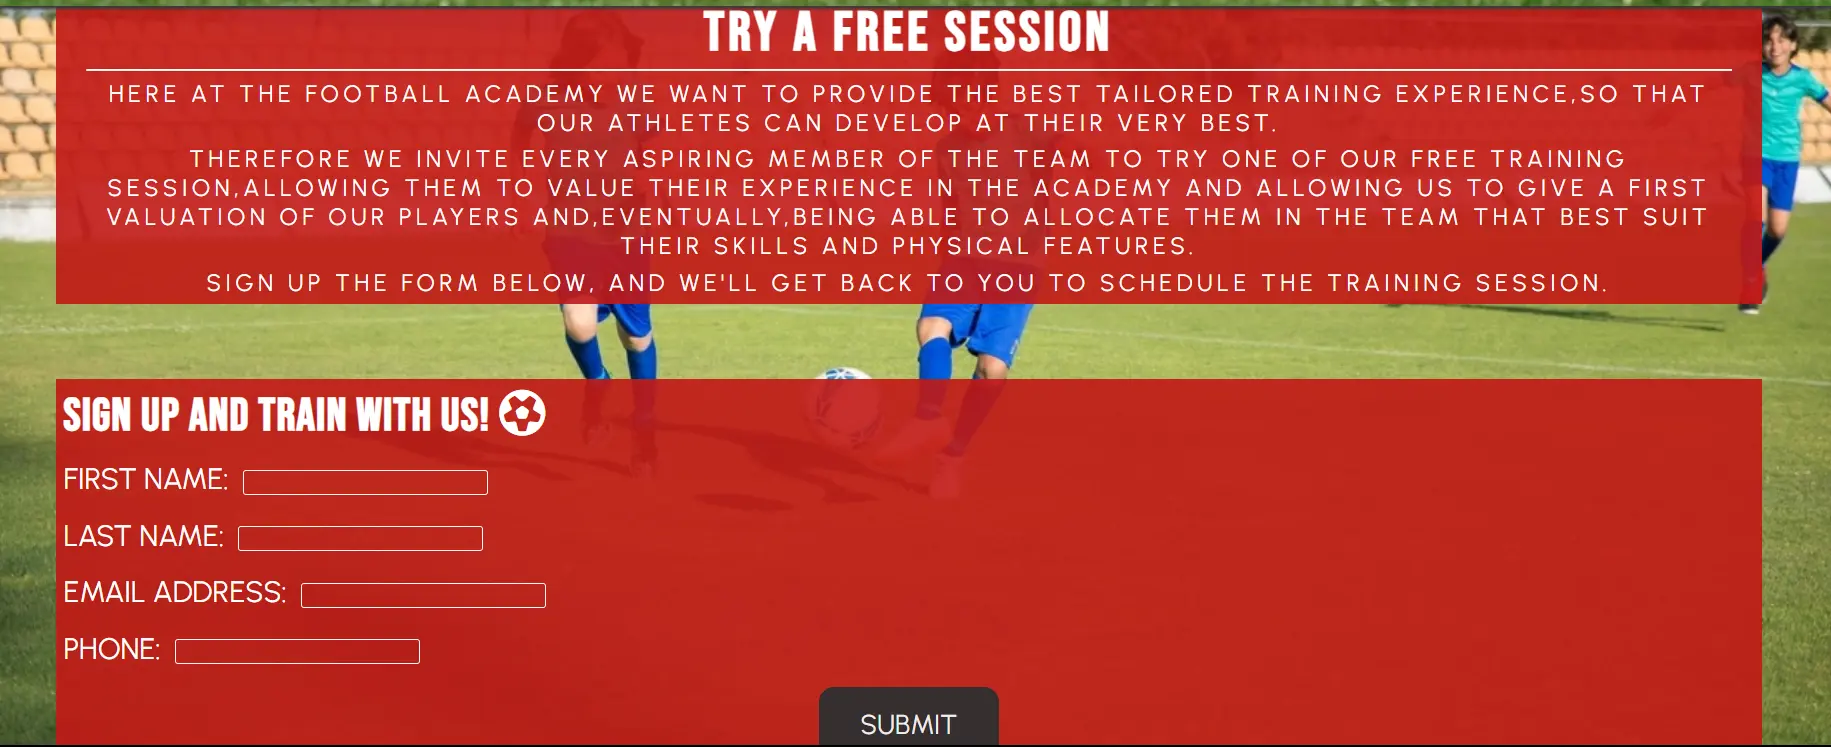 TRY A FREE SESSION
HERE AT THE FOOTBALL ACADEMY WE WANT TO PROVIDE THE BEST TAILORED TRAINING EXPERIENCE,SO THAT
OUR ATHLETES CAN DEVELOP AT THEIR VERY BEST.
THEREFORE WE INVITE EVERY ASPIRING MEMBER OF THE TEAM TO TRY ONE OF OUR FREE TRAINING
SESSION,ALLOWING THEM TO VALUE THEIR EXPERIENCE IN THE ACADEMY AND ALLOWING US TO GIVE A FIRST
VALUATION OF OUR PLAYERS AND,EVENTUALLY,BEING ABLE TO ALLOCATE THEM IN THE TEAM THAT BEST SUIT
THEIR SKILLS AND PHYSICAL FEATURES.
SIGN UP THE FORM BELOW, AND WE'LL GET BACK TO YOU TO SCHEDULE THE TRAINING SESSION.
SIGN UP AND TRAIN WITH US!
FIRST NAME:
LAST NAME:
EMAIL ADDRESS:
PHONE:
SUBMIT